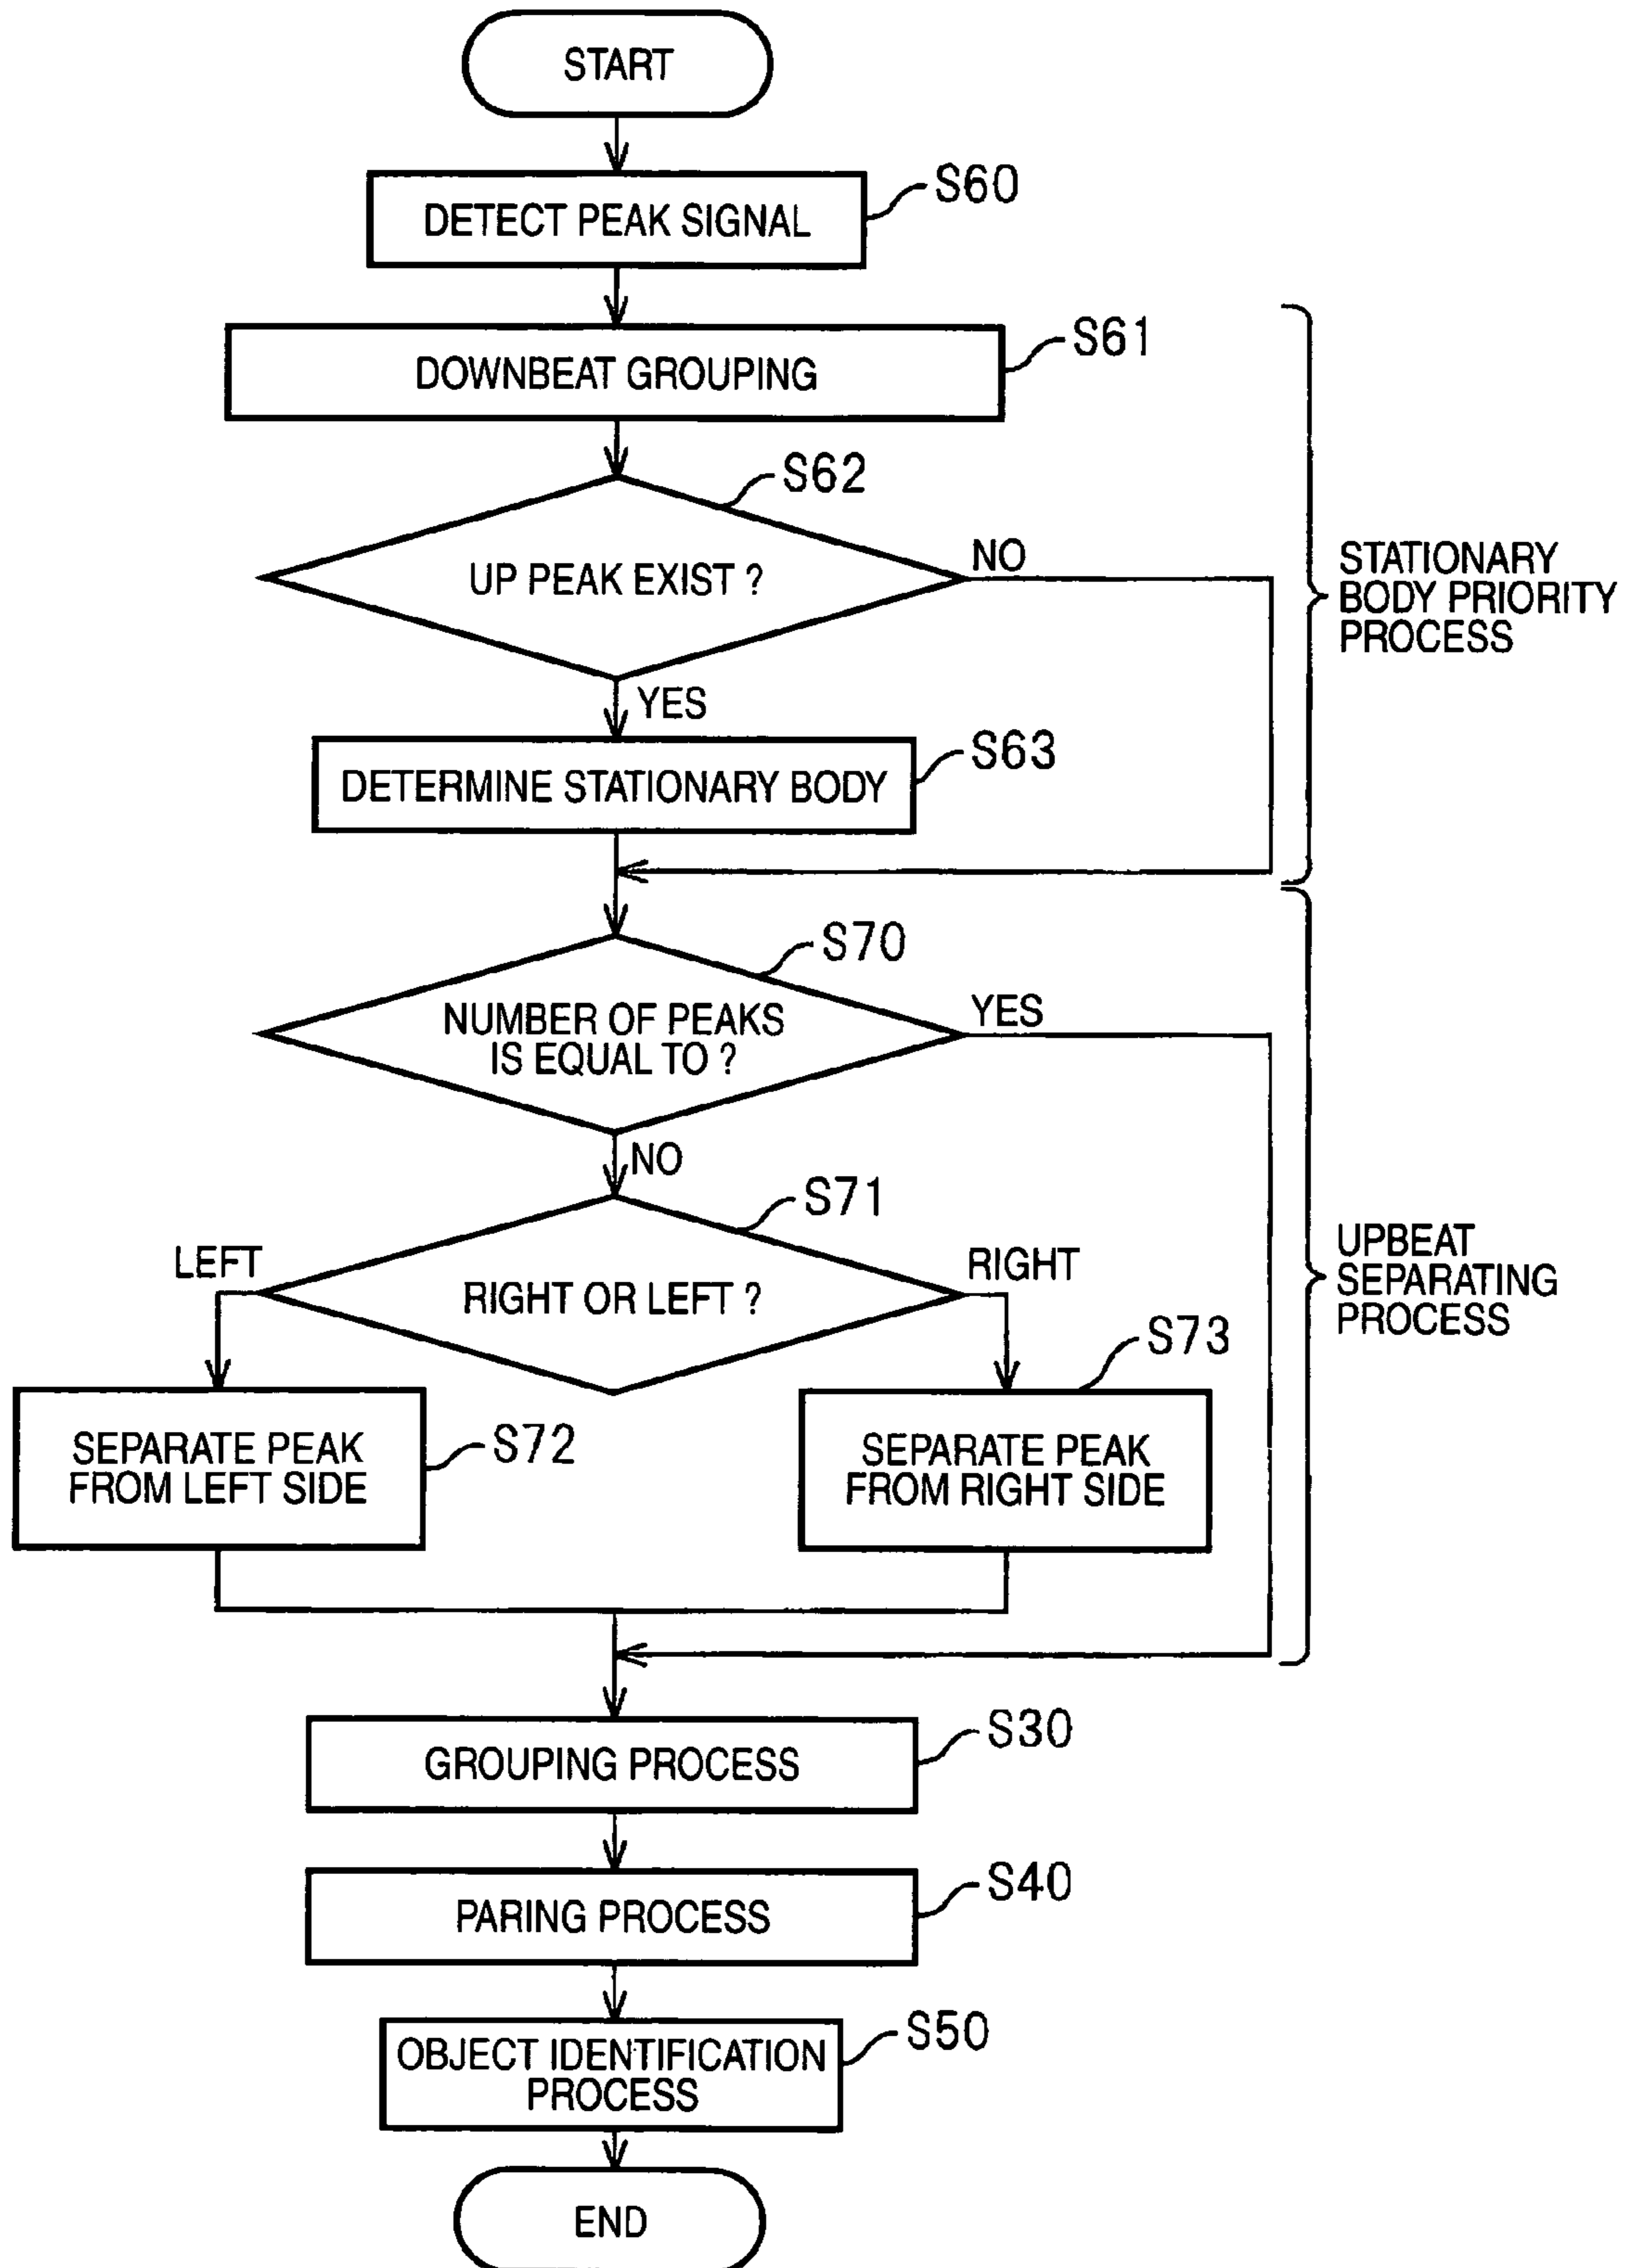 START
DETECT PEAK SIGNAL
S60
DOWNBEAT GROUPING
S61
UP PEAK EXIST ?
S62
NO
YES
DETERMINE STATIONARY BODY
S63
STATIONARY
BODY PRIORITY
PROCESS
NUMBER OF PEAKS
IS EQUAL TO ?
S70
YES
NO
RIGHT OR LEFT ?
S71
LEFT
RIGHT
SEPARATE PEAK
FROM LEFT SIDE
S72
SEPARATE PEAK
FROM RIGHT SIDE
S73
UPBEAT
SEPARATING
PROCESS
GROUPING PROCESS
S30
PARING PROCESS
S40
OBJECT IDENTIFICATION
PROCESS
S50
END